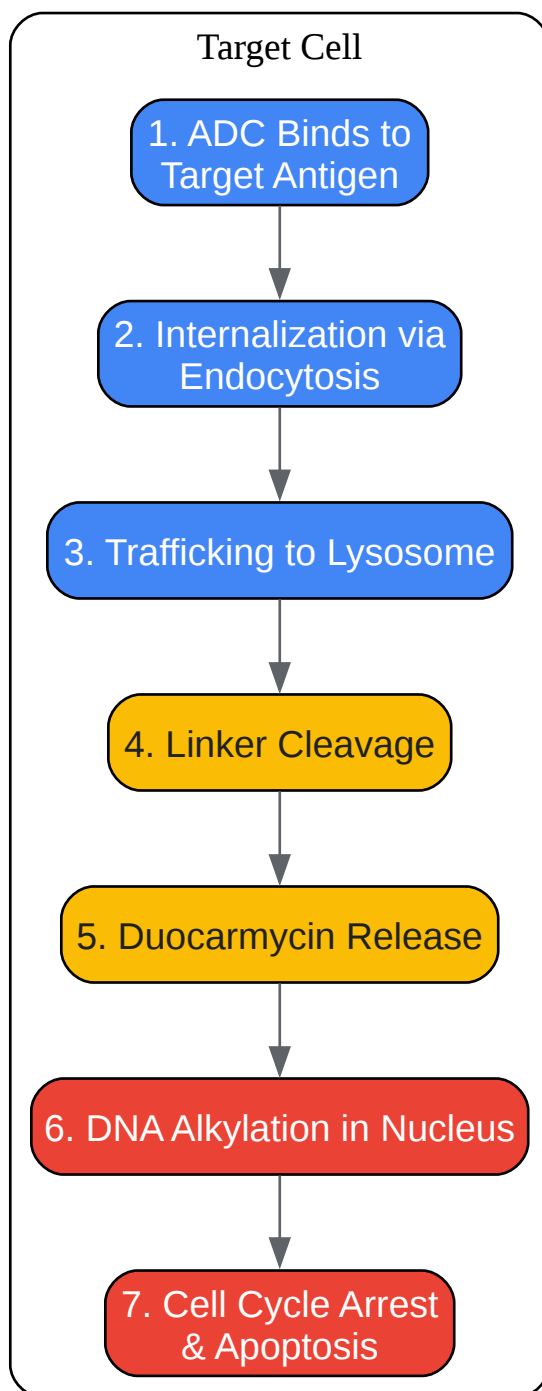 Target Cell
1. ADC Binds to
Target Antigen
2. Internalization via
Endocytosis
3. Trafficking to Lysosome
4. Linker Cleavage
5. Duocarmycin Release
6. DNA Alkylation in Nucleus
7. Cell Cycle Arrest
& Apoptosis